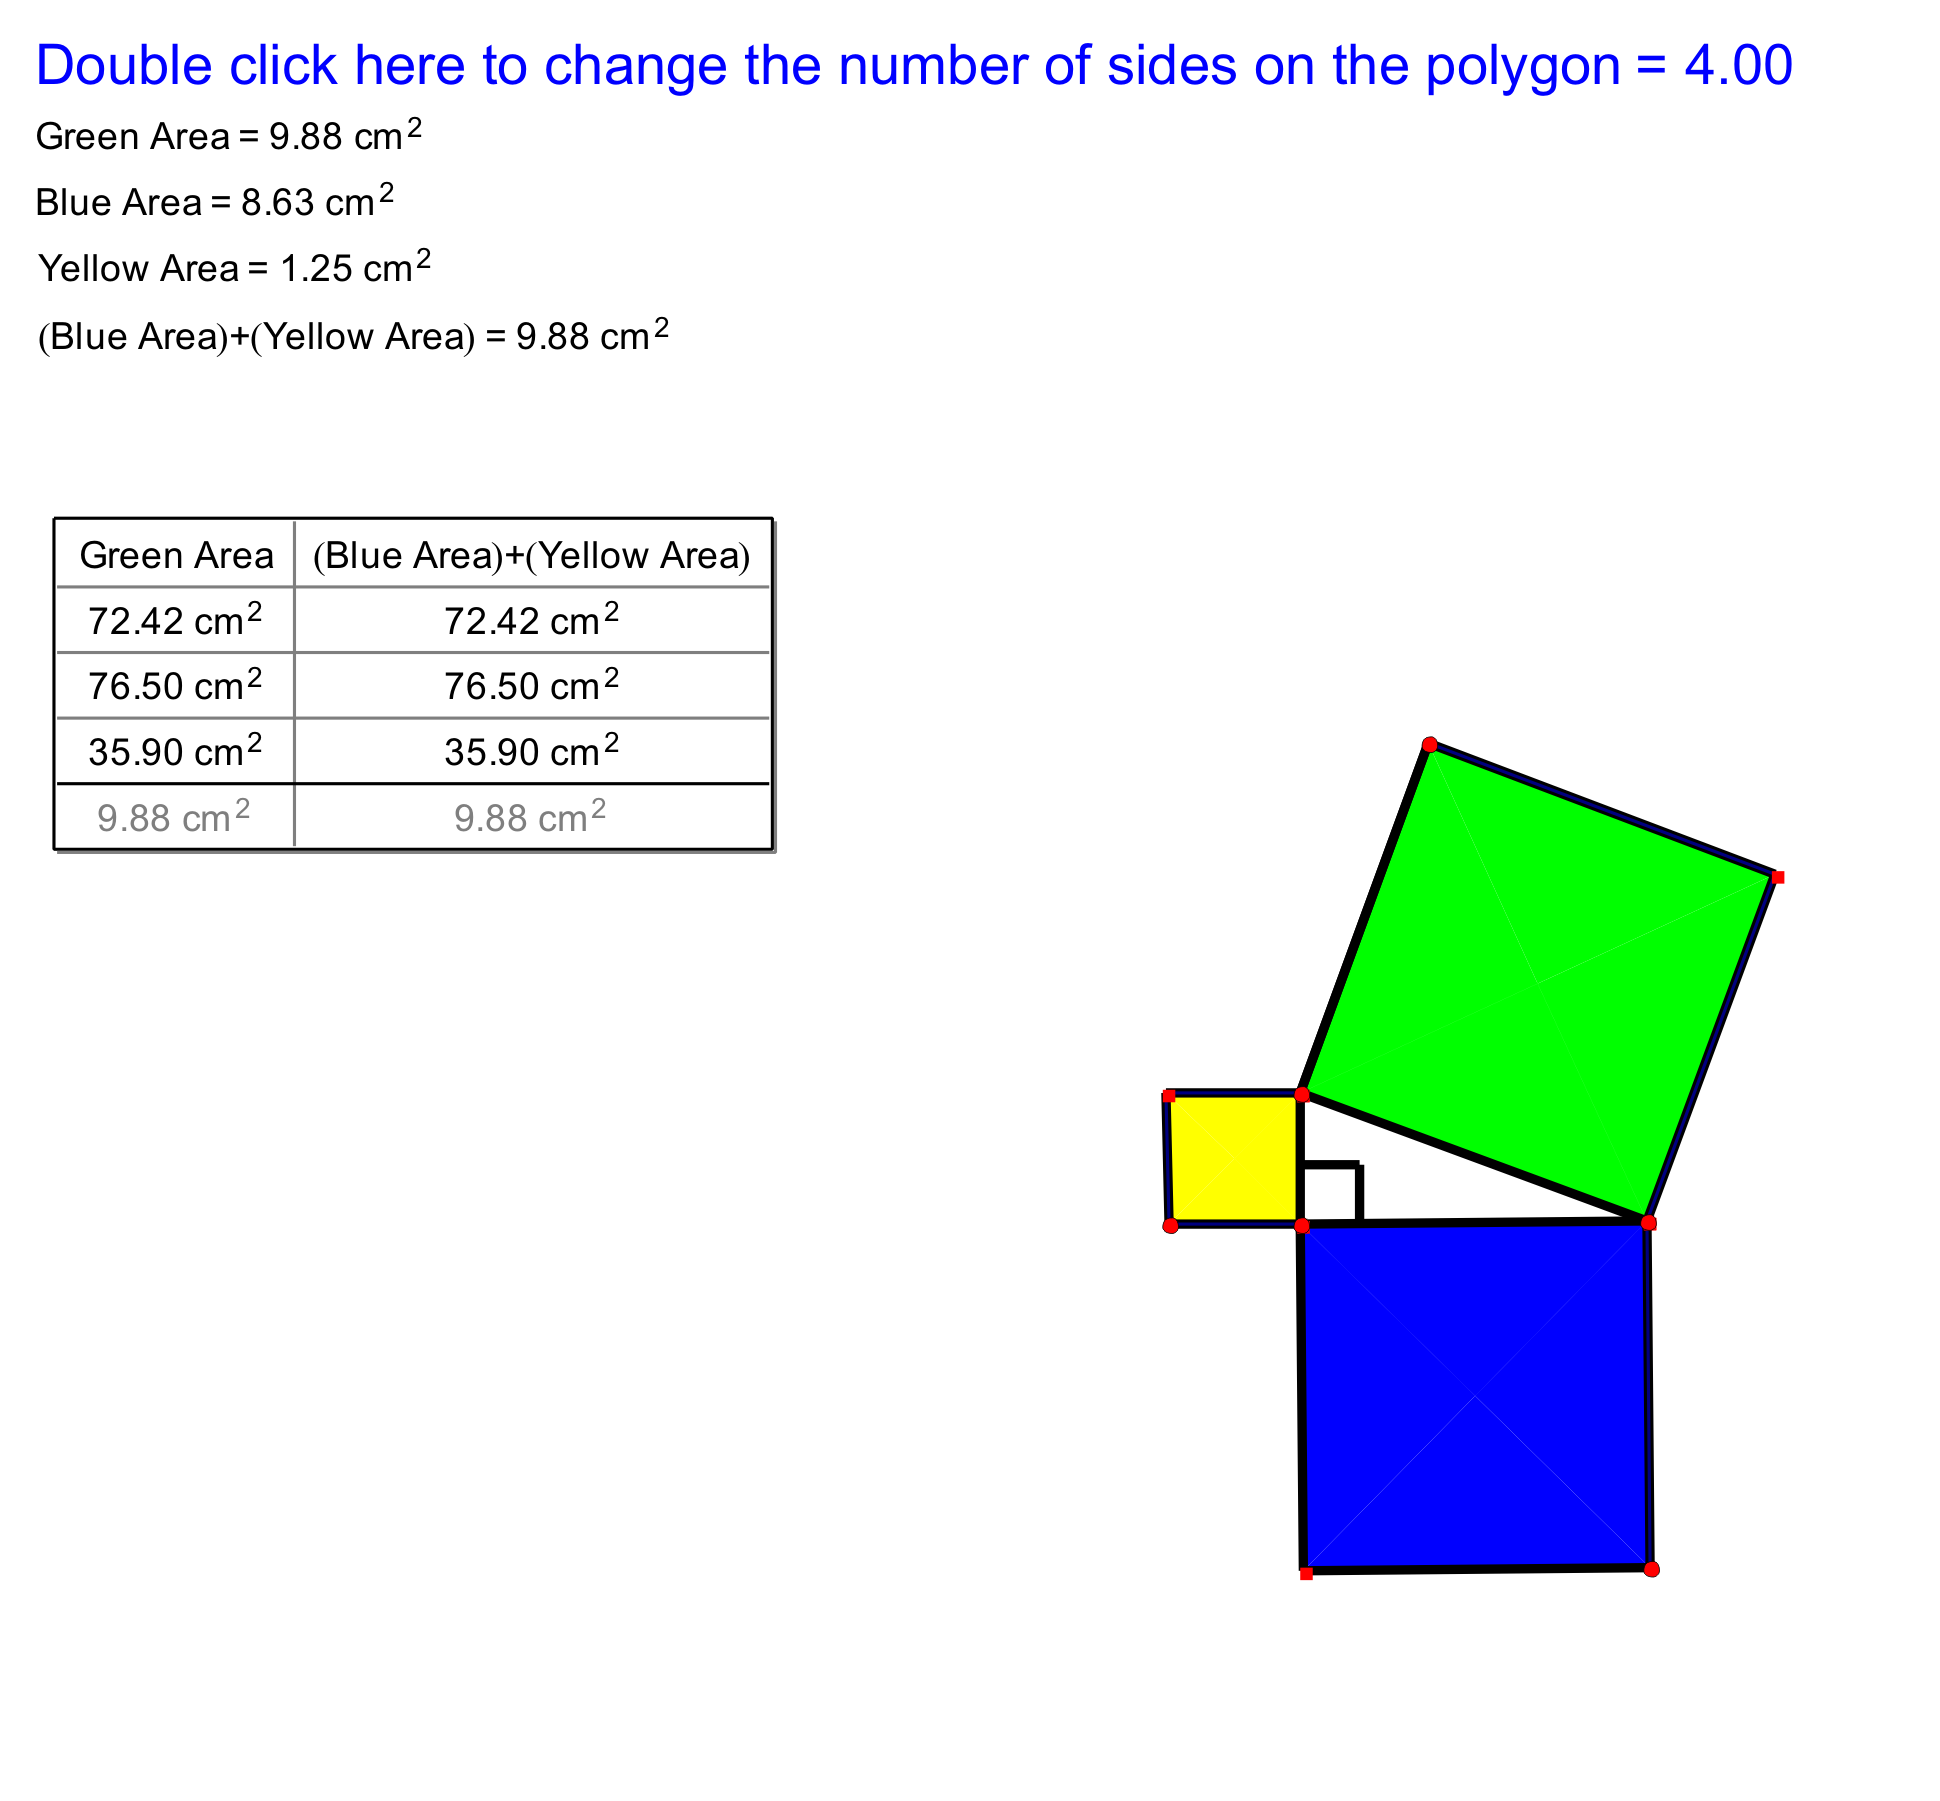 Double click here to change the number of sides on the polygon = 4.00
Green Area = 9.88 cm²
Blue Area = 8.63 cm²
Yellow Area = 1.25 cm²
(Blue Area)+(Yellow Area) = 9.88 cm²
Green Area (Blue Area)+(Yellow Area)
72.42 cm² 72.42 cm²
76.50 cm² 76.50 cm²
35.90 cm² 35.90 cm²
9.88 cm² 9.88 cm²